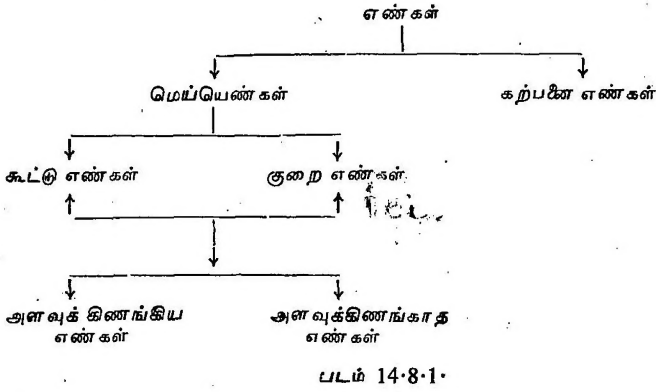 எண்கள்
மெய்யெண்கள் கற்பனை எண்கள்
கூட்டு எண்கள் குறை எண்கள்
அளவுக் கிணங்கிய அளவுக்கிணங்காத
எண்கள் எண்கள்
படம் 14·8·1·